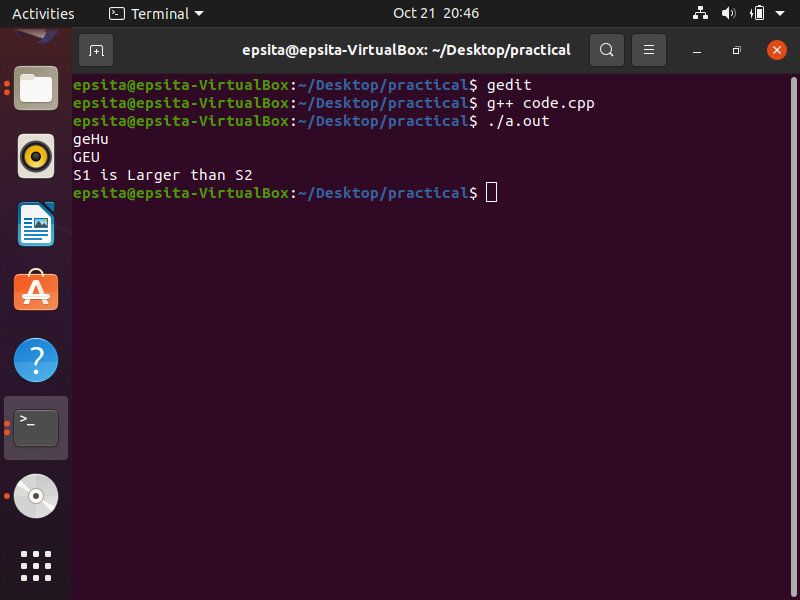 Activities Terminal Oct 21 20:46
epsita@epsita-VirtualBox: ~/Desktop/practical
epsita@epsita-VirtualBox:~/Desktop/practical$ gedit
epsita@epsita-VirtualBox:~/Desktop/practical$ g++ code.cpp
epsita@epsita-VirtualBox:~/Desktop/practical$ ./a.out
geHu
GEU
S1 is Larger than S2
epsita@epsita-VirtualBox:~/Desktop/practical$